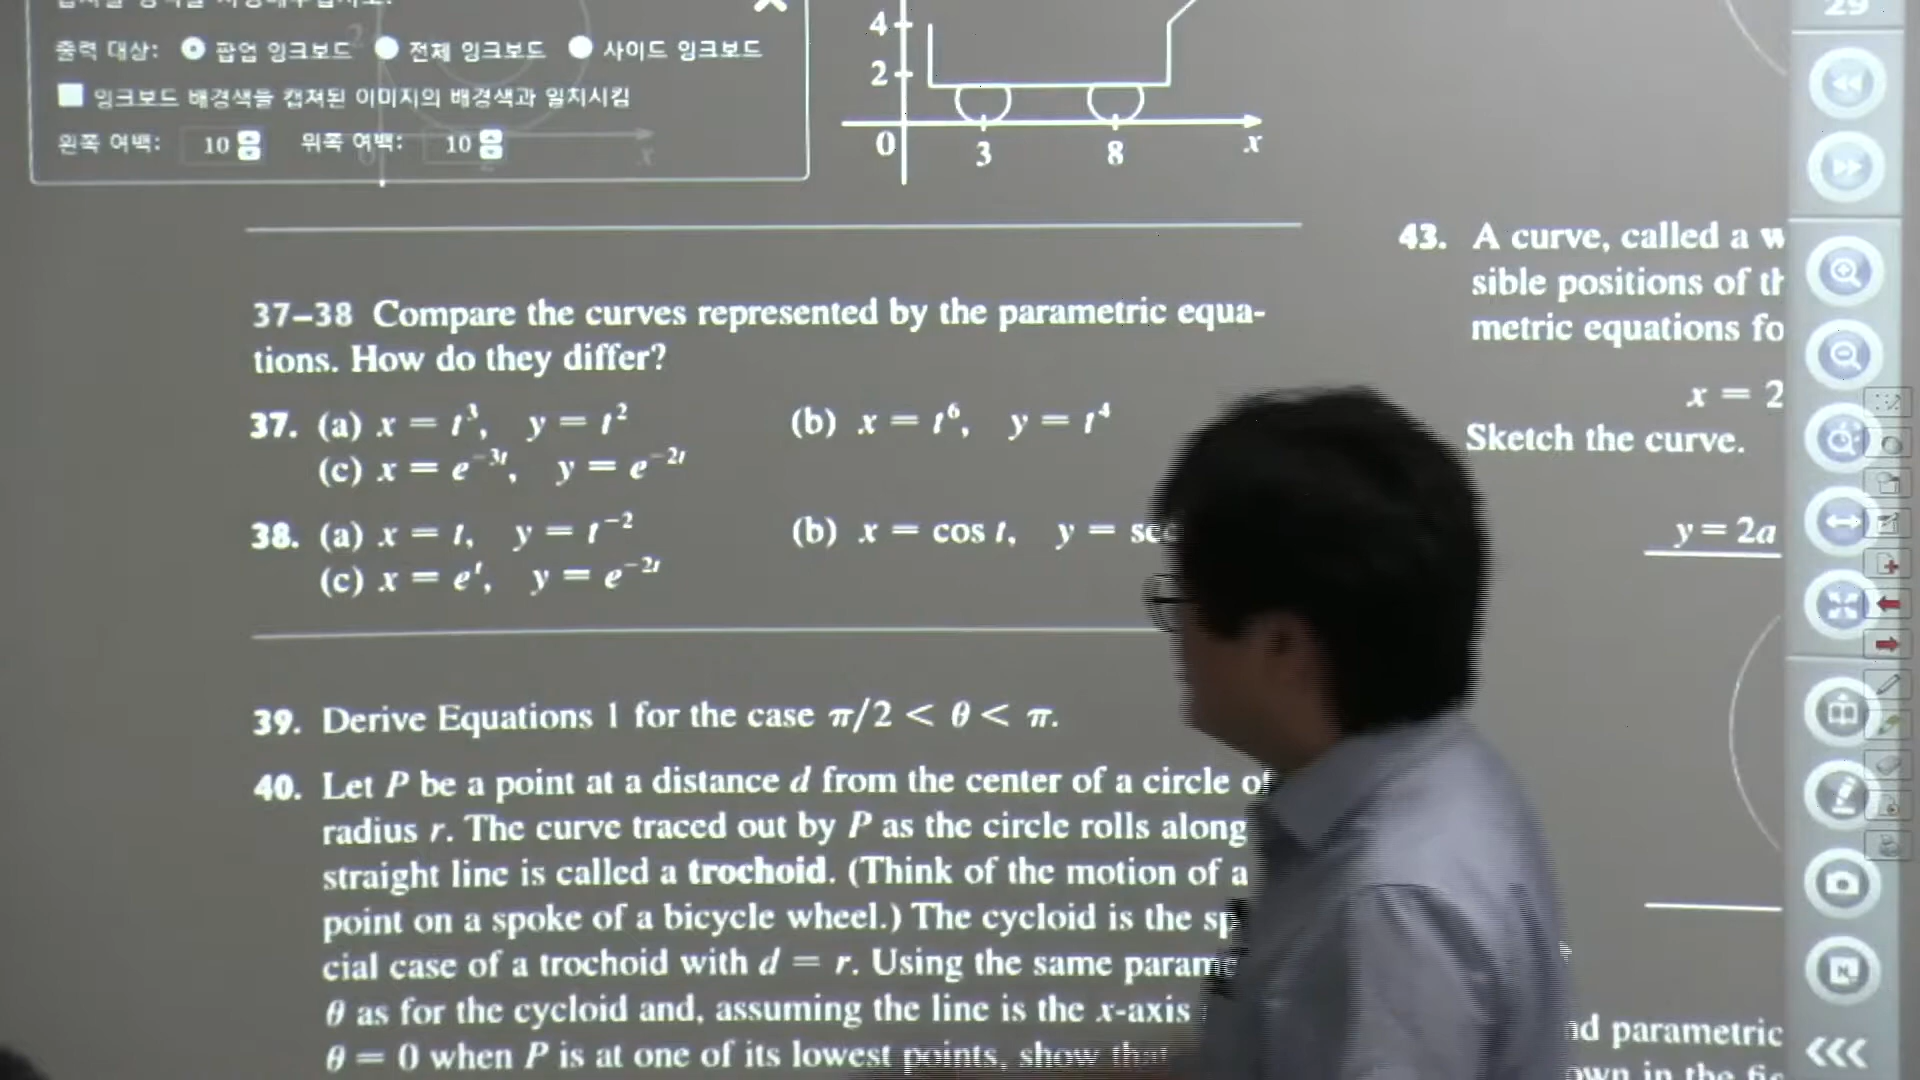 출력 대상: 팝업 잉크보드 전체 잉크보드 사이드 잉크보드
잉크보드 배경색을 캡쳐된 이미지의 배경색과 일치시킴
왼쪽 여백: 10 위쪽 여백: 10
4
2
0 3 8 x
x
37–38 Compare the curves represented by the parametric equa-
tions. How do they differ?
37. (a) x = t³, y = t² (b) x = t⁶, y = t⁴
(c) x = e⁻³ᵗ, y = e⁻²ᵗ
38. (a) x = t, y = t⁻² (b) x = cos t, y = sec
(c) x = eᵗ, y = e⁻²ᵗ
39. Derive Equations 1 for the case π/2 < θ < π.
40. Let P be a point at a distance d from the center of a circle of
radius r. The curve traced out by P as the circle rolls along
straight line is called a trochoid. (Think of the motion of a
point on a spoke of a bicycle wheel.) The cycloid is the sp
cial case of a trochoid with d = r. Using the same parame
θ as for the cycloid and, assuming the line is the x-axis
θ = 0 when P is at one of its lowest points, show that
43. A curve, called a w
sible positions of th
metric equations fo
x = 2
Sketch the curve.
y = 2a
nd parametric
own in the fig
29